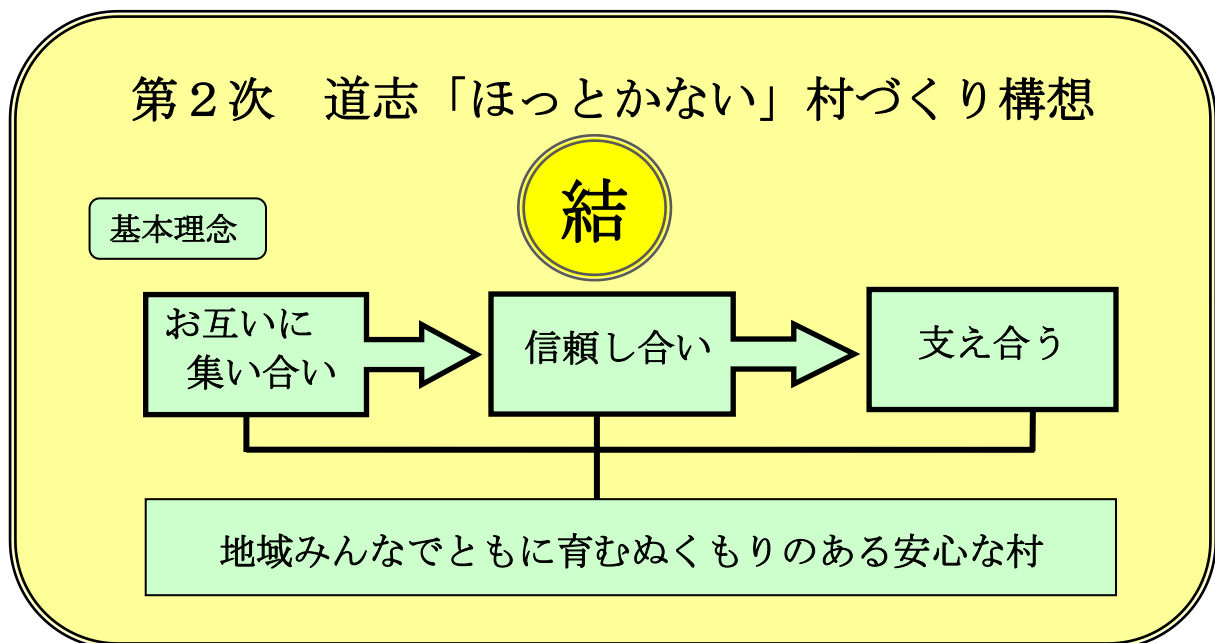 第２次　道志「ほっとかない」村づくり構想
結
基本理念
お互いに
集い合い
信頼し合い
支え合う
地域みんなでともに育むぬくもりのある安心な村